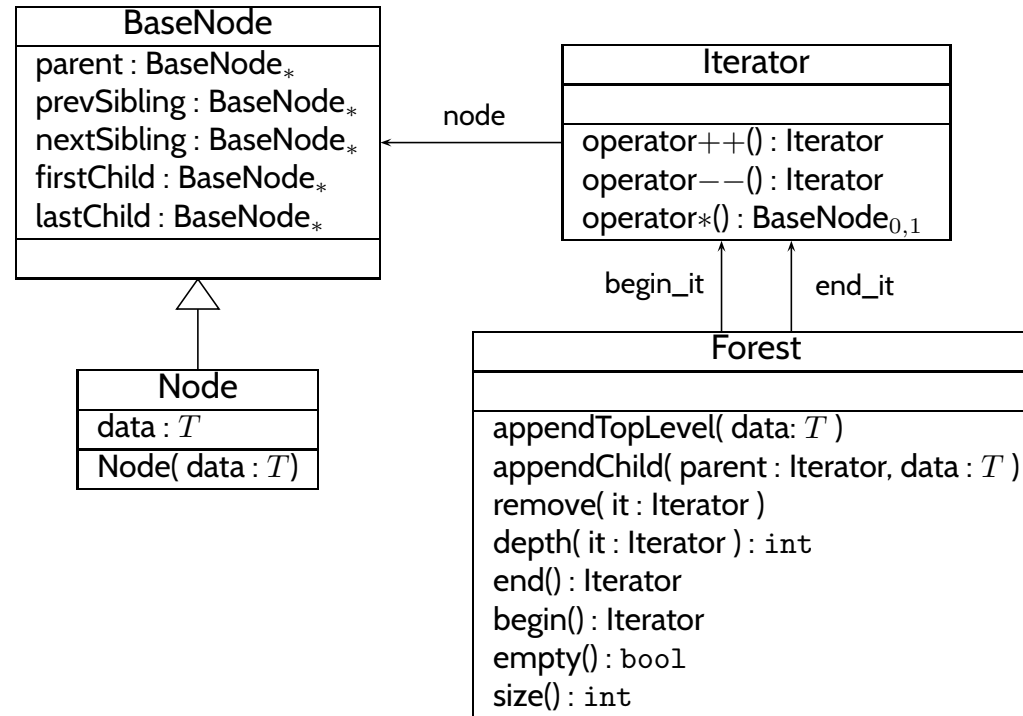 BaseNode
parent : BaseNode*
prevSibling : BaseNode*
nextSibling : BaseNode*
firstChild : BaseNode*
lastChild : BaseNode*
node
Iterator
operator++() : Iterator
operator−−() : Iterator
operator*() : BaseNode0,1
begin_it
end_it
Node
data : T
Node( data : T)
Forest
appendTopLevel( data: T )
appendChild( parent : Iterator, data : T )
remove( it : Iterator )
depth( it : Iterator ) : int
end() : Iterator
begin() : Iterator
empty() : bool
size() : int